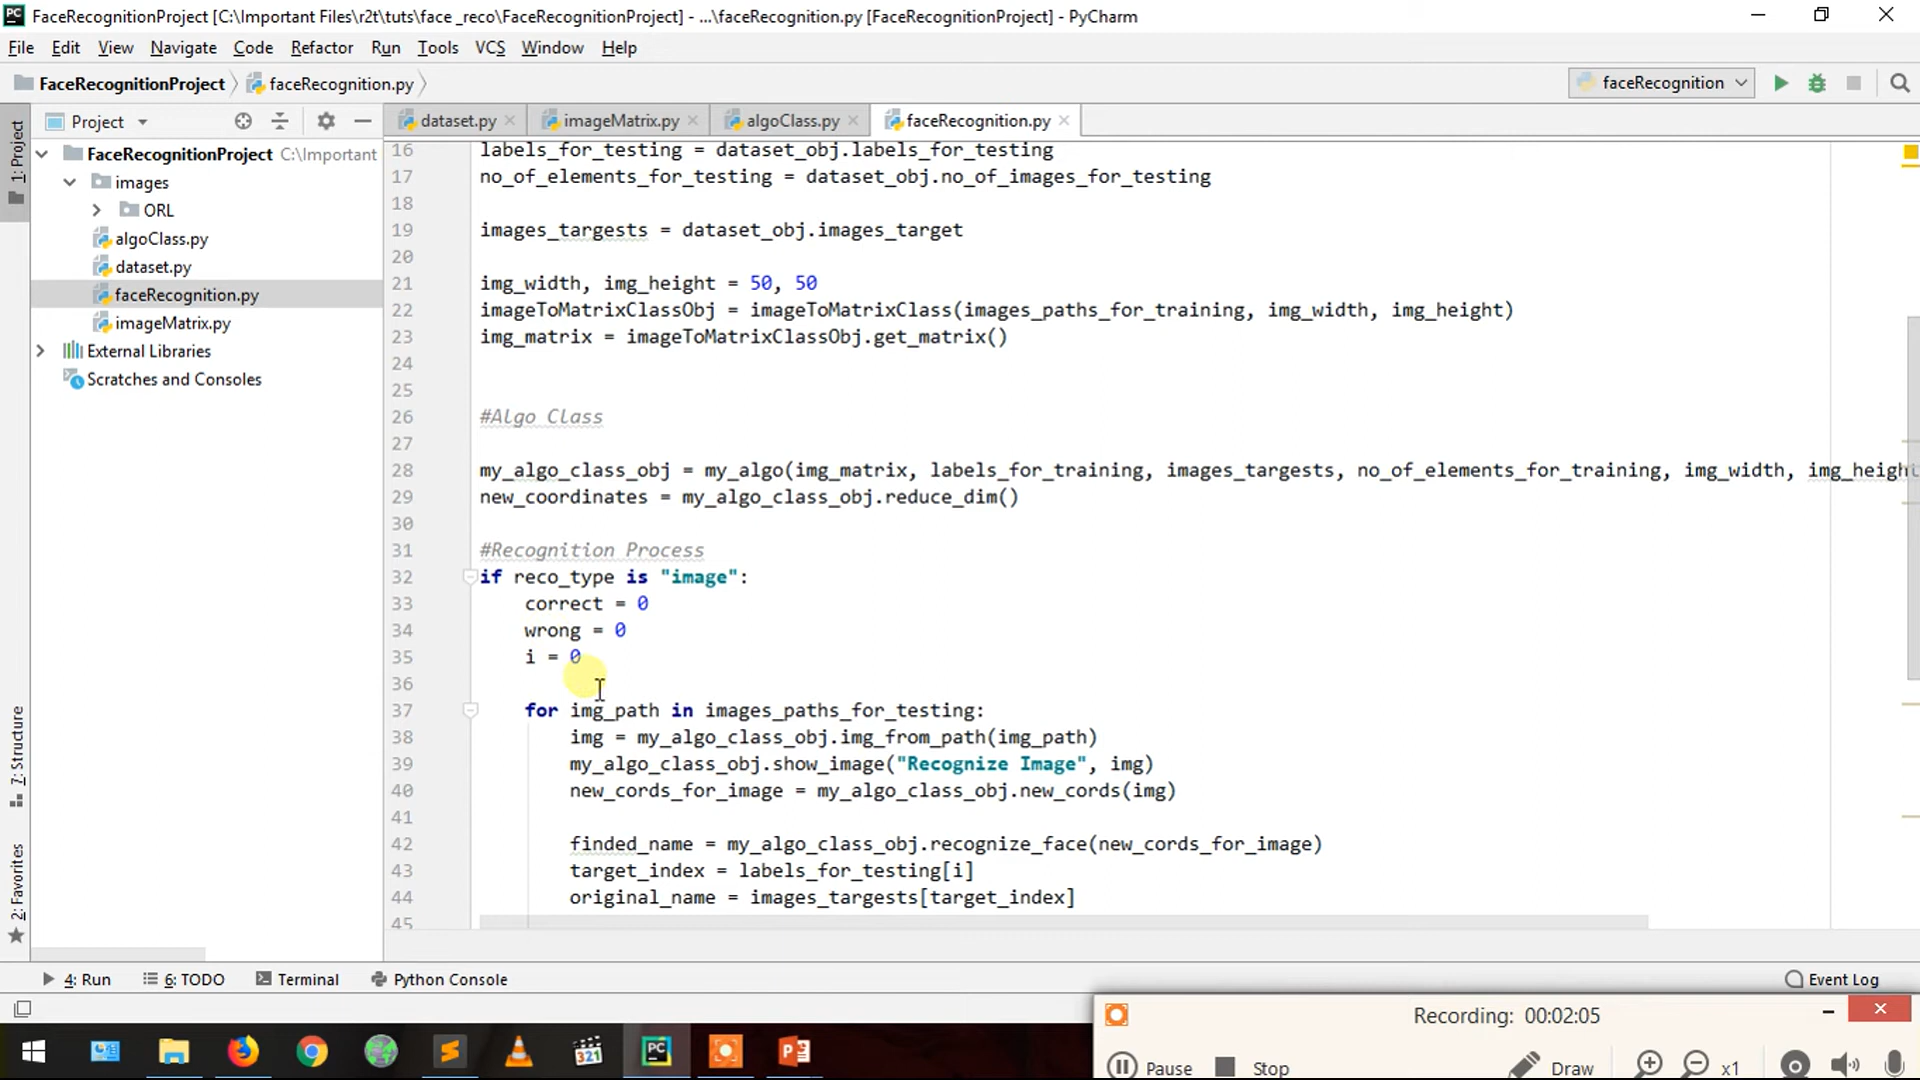 FaceRecognitionProject [C:\Important Files\r2t\tuts\face _reco\FaceRecognitionProject] - ...\faceRecognition.py [FaceRecognitionProject] - PyCharm
File Edit View Navigate Code Refactor Run Tools VCS Window Help
FaceRecognitionProject faceRecognition.py faceRecognition
Project dataset.py imageMatrix.py algoClass.py faceRecognition.py
1: Project
7: Structure
2: Favorites
FaceRecognitionProject C:\Important
images
ORL
algoClass.py
dataset.py
faceRecognition.py
imageMatrix.py
External Libraries
Scratches and Consoles
16 labels_for_testing = dataset_obj.labels_for_testing
17 no_of_elements_for_testing = dataset_obj.no_of_images_for_testing
18
19 images_targests = dataset_obj.images_target
20
21 img_width, img_height = 50, 50
22 imageToMatrixClassObj = imageToMatrixClass(images_paths_for_training, img_width, img_height)
23 img_matrix = imageToMatrixClassObj.get_matrix()
24
25
26 #Algo Class
27
28 my_algo_class_obj = my_algo(img_matrix, labels_for_training, images_targests, no_of_elements_for_training, img_width, img_height
29 new_coordinates = my_algo_class_obj.reduce_dim()
30
31 #Recognition Process
32 if reco_type is "image":
33 correct = 0
34 wrong = 0
35 i = 0
36
37 for img_path in images_paths_for_testing:
38 img = my_algo_class_obj.img_from_path(img_path)
39 my_algo_class_obj.show_image("Recognize Image", img)
40 new_cords_for_image = my_algo_class_obj.new_cords(img)
41
42 finded_name = my_algo_class_obj.recognize_face(new_cords_for_image)
43 target_index = labels_for_testing[i]
44 original_name = images_targests[target_index]
45
4: Run 6: TODO Terminal Python Console Event Log
Recording: 00:02:05
Pause Stop Draw x1
321